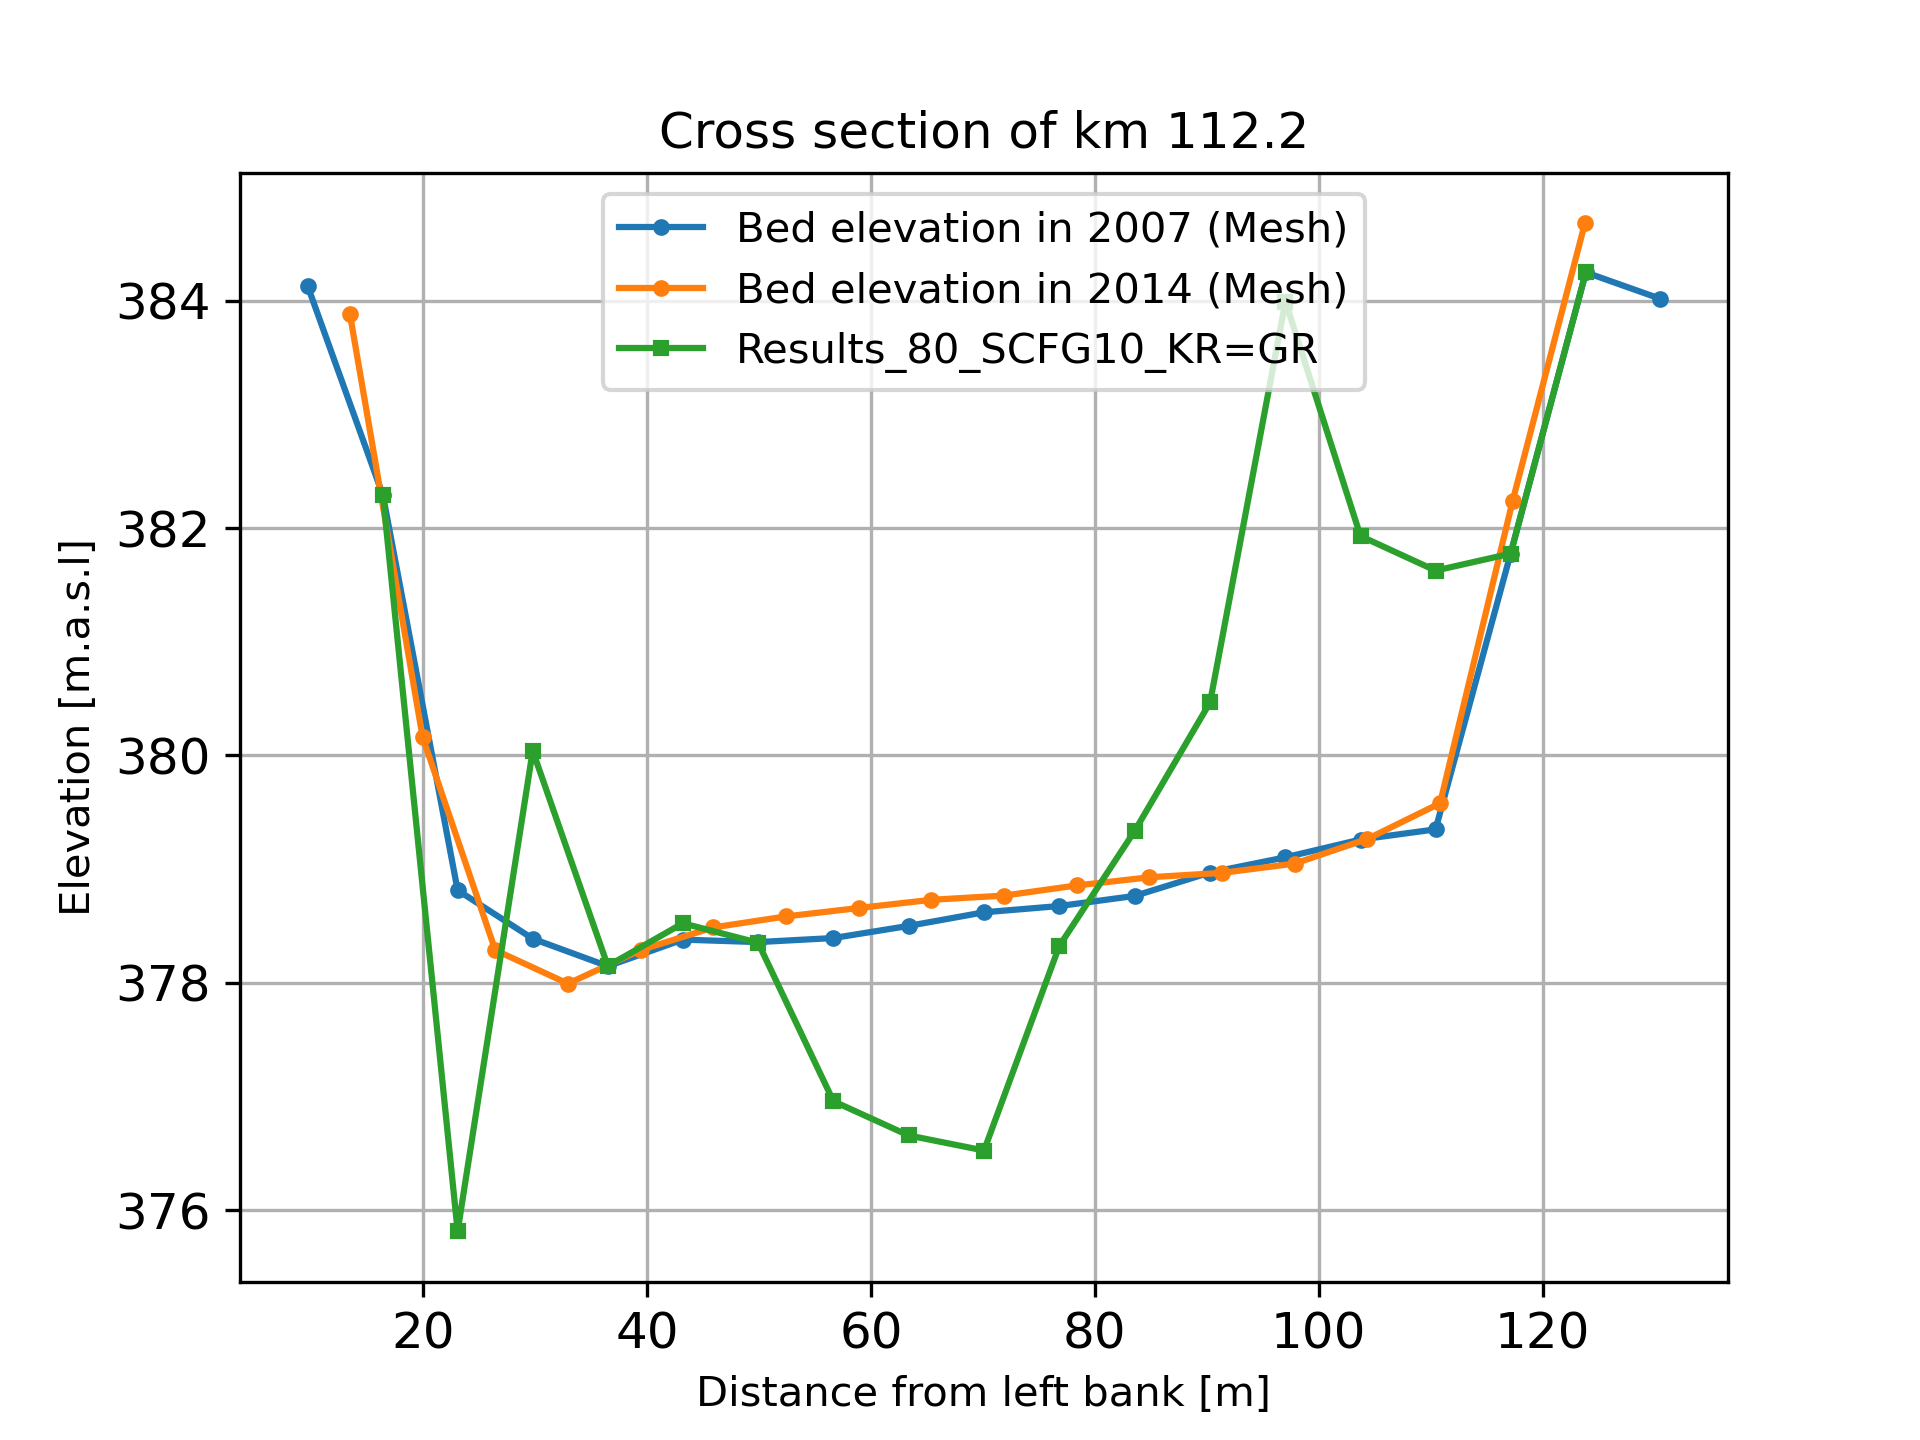 Cross section of km 112.2
Bed elevation in 2007 (Mesh)
Bed elevation in 2014 (Mesh)
Results_80_SCFG10_KR=GR
384
382
380
378
376
Elevation [m.a.s.l]
20 40 60 80 100 120
Distance from left bank [m]